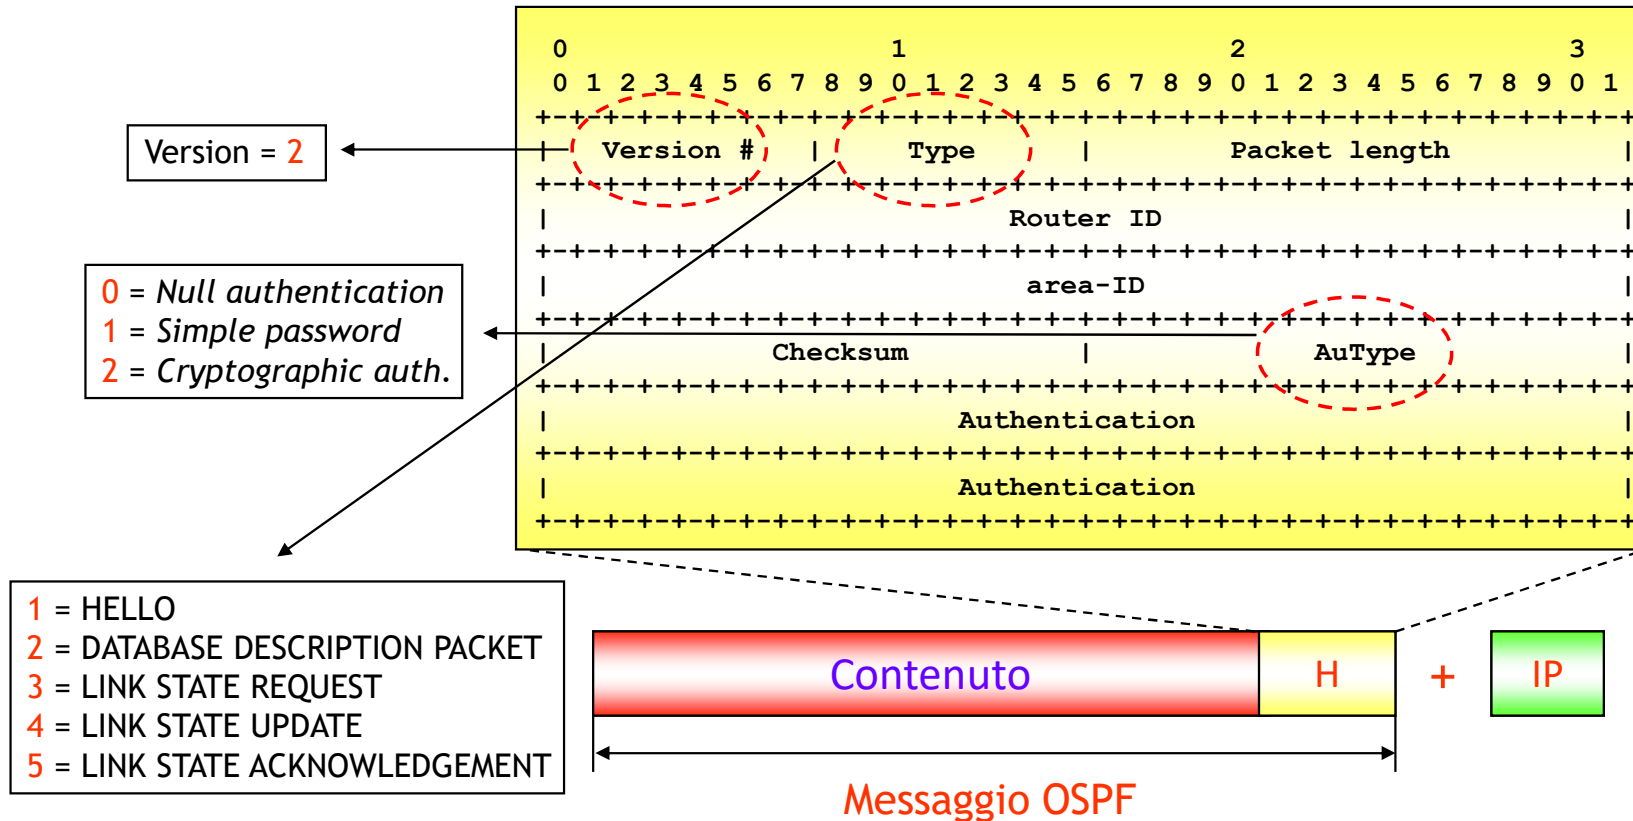 0 1 2 3
0 1 2 3 4 5 6 7 8 9 0 1 2 3 4 5 6 7 8 9 0 1 2 3 4 5 6 7 8 9 0 1
+-+-+-+-+-+-+-+-+-+-+-+-+-+-+-+-+-+-+-+-+-+-+-+-+-+-+-+-+-+-+-+-+
| Version # | Type | Packet length |
+-+-+-+-+-+-+-+-+-+-+-+-+-+-+-+-+-+-+-+-+-+-+-+-+-+-+-+-+-+-+-+-+
| Router ID |
+-+-+-+-+-+-+-+-+-+-+-+-+-+-+-+-+-+-+-+-+-+-+-+-+-+-+-+-+-+-+-+-+
| area-ID |
+-+-+-+-+-+-+-+-+-+-+-+-+-+-+-+-+-+-+-+-+-+-+-+-+-+-+-+-+-+-+-+-+
| Checksum | AuType |
+-+-+-+-+-+-+-+-+-+-+-+-+-+-+-+-+-+-+-+-+-+-+-+-+-+-+-+-+-+-+-+-+
| Authentication |
+-+-+-+-+-+-+-+-+-+-+-+-+-+-+-+-+-+-+-+-+-+-+-+-+-+-+-+-+-+-+-+-+
| Authentication |
+-+-+-+-+-+-+-+-+-+-+-+-+-+-+-+-+-+-+-+-+-+-+-+-+-+-+-+-+-+-+-+-+
Version = 2
0 = Null authentication
1 = Simple password
2 = Cryptographic auth.
1 = HELLO
2 = DATABASE DESCRIPTION PACKET
3 = LINK STATE REQUEST
4 = LINK STATE UPDATE
5 = LINK STATE ACKNOWLEDGEMENT
Contenuto H + IP
Messaggio OSPF